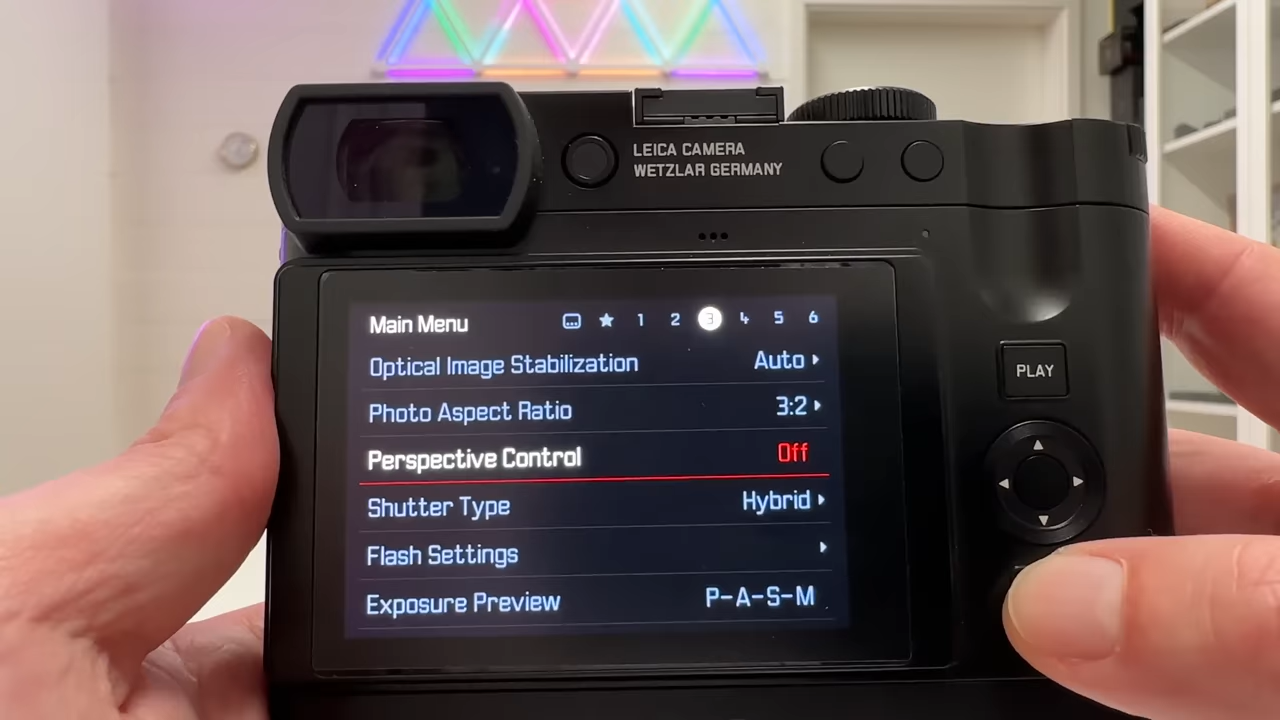 LEICA CAMERA
WETZLAR GERMANY
Main Menu 1 2 3 4 5 6
Optical Image Stabilization Auto
Photo Aspect Ratio 3:2
Perspective Control Off
Shutter Type Hybrid
Flash Settings
Exposure Preview P-A-S-M
PLAY